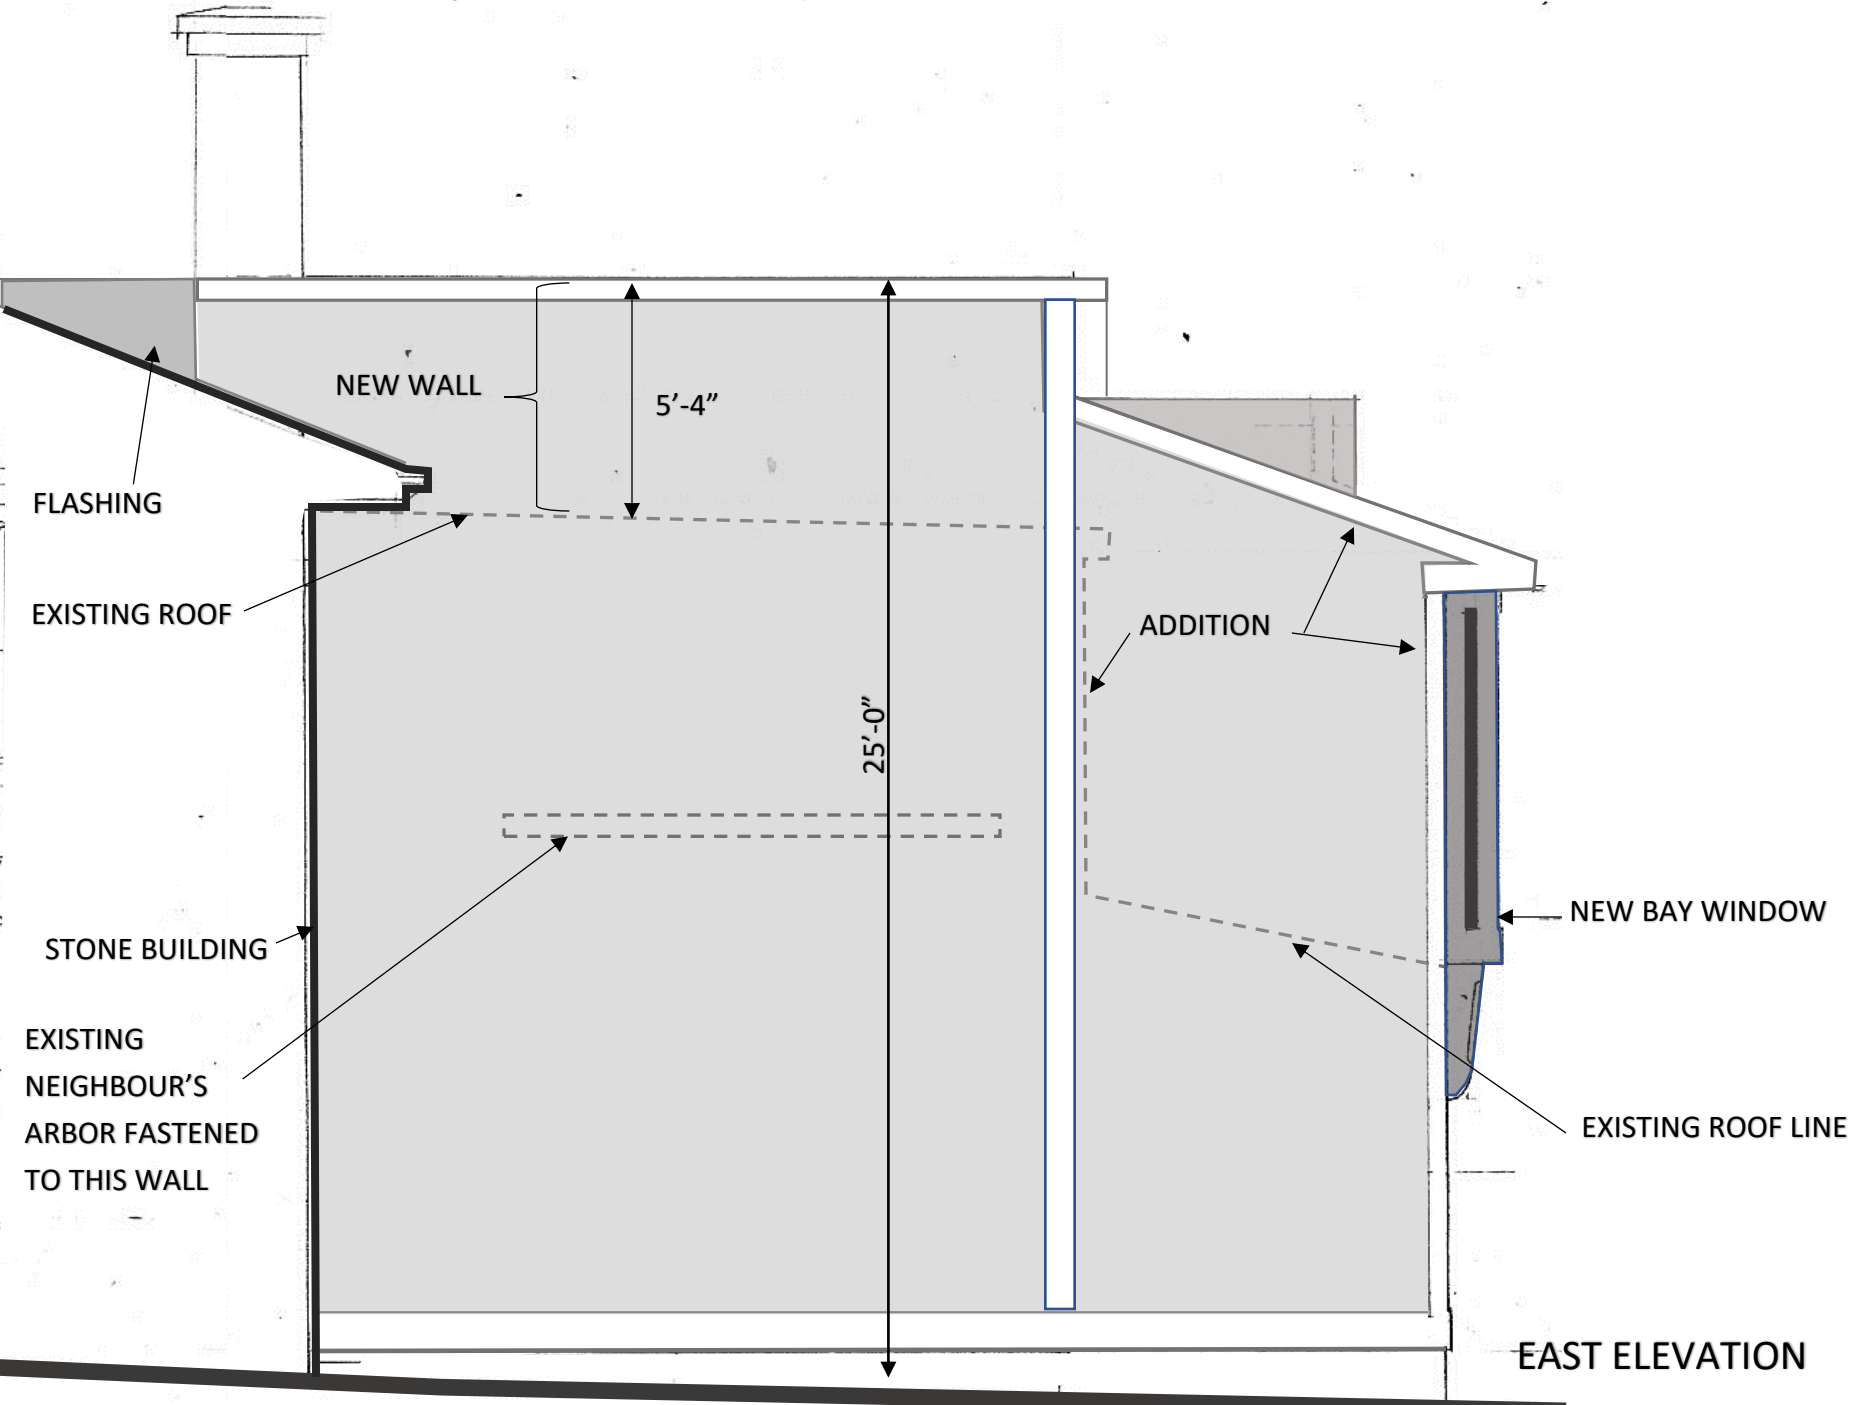 NEW WALL
5’-4”
FLASHING
EXISTING ROOF
ADDITION
25’-0”
NEW BAY WINDOW
STONE BUILDING
EXISTING
NEIGHBOUR’S
ARBOR FASTENED
TO THIS WALL
EXISTING ROOF LINE
EAST ELEVATION